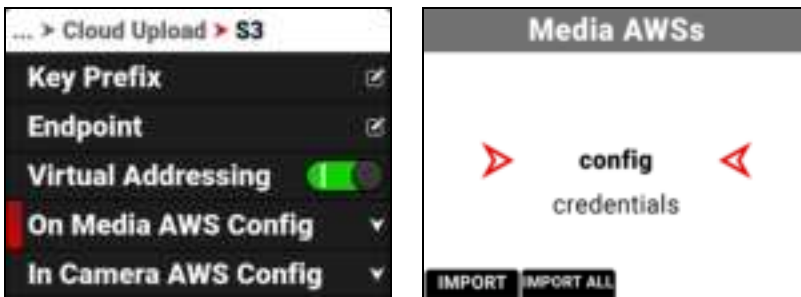 ... > Cloud Upload > S3
Key Prefix
Endpoint
Virtual Addressing
On Media AWS Config
In Camera AWS Config
Media AWSs
config
credentials
IMPORT
IMPORT ALL